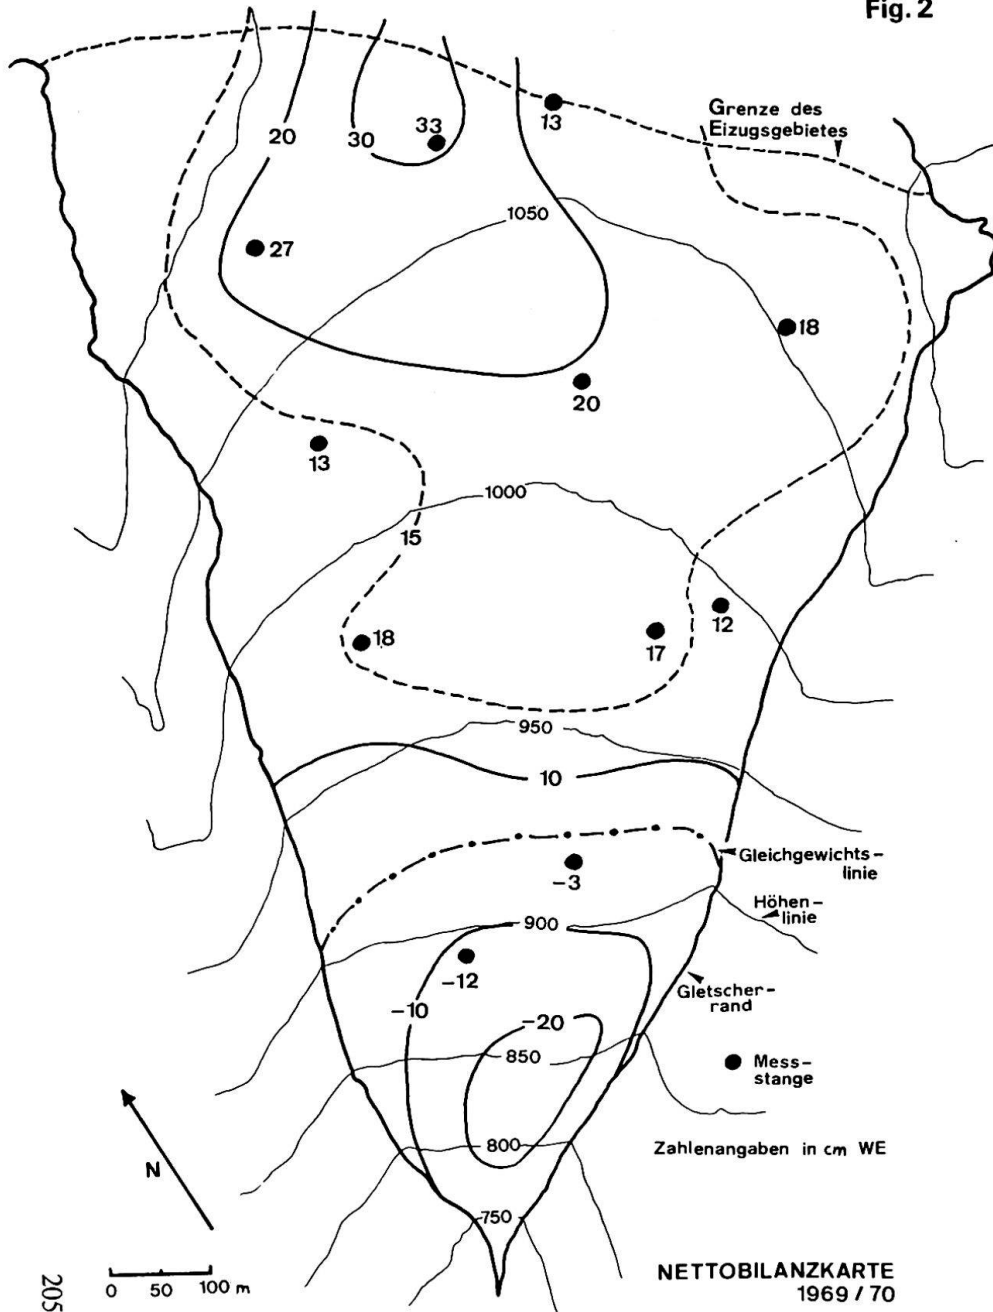 Fig. 2
33
13
20
30
Grenze des
Eizugsgebietes
1050
27
18
20
13
1000
15
18
17
12
950
10
Gleichgewichts-
linie
-3
Höhen-
linie
900
-12
Gletscher-
rand
-10
-20
850
Mess-
stange
800
Zahlenangaben in cm WE
N
750
NETTOBILANZKARTE
1969 / 70
0 50 100 m
205